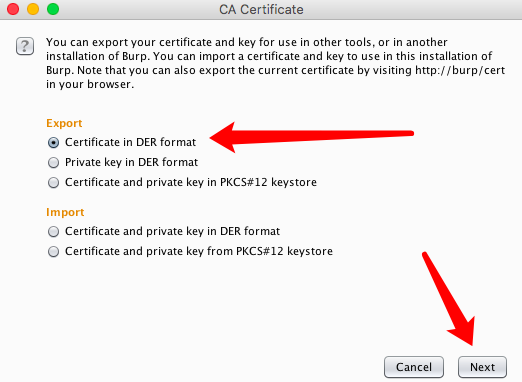 CA Certificate
?
You can export your certificate and key for use in other tools, or in another
installation of Burp. You can import a certificate and key to use in this installation of
Burp. Note that you can also export the current certificate by visiting http://burp/cert
in your browser.
Export
Certificate in DER format
Private key in DER format
Certificate and private key in PKCS#12 keystore
Import
Certificate and private key in DER format
Certificate and private key from PKCS#12 keystore
Cancel
Next